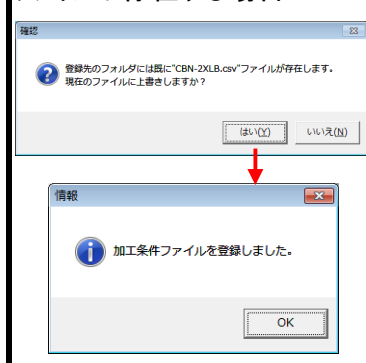 確認
登録先のフォルダには既に"CBN-2XLB.csv"ファイルが存在します。
現在のファイルに上書きしますか？
はい(Y)
いいえ(N)
情報
加工条件ファイルを登録しました。
OK